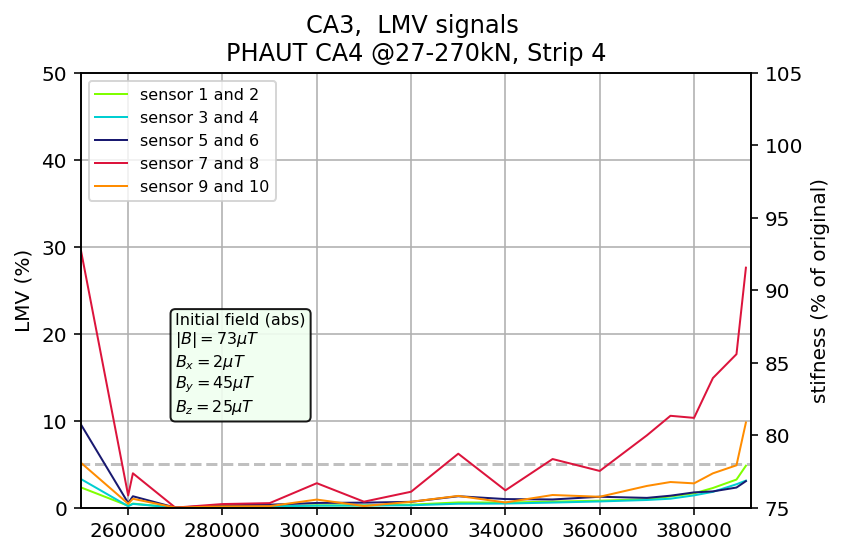 CA3,  LMV signals
PHAUT CA4 @27-270kN, Strip 4
50
40
30
20
10
0
LMV (%)
sensor 1 and 2
sensor 3 and 4
sensor 5 and 6
sensor 7 and 8
sensor 9 and 10
Initial field (abs)
|B| = 73μT
Bx = 2μT
By = 45μT
Bz = 25μT
105
100
95
90
85
80
75
stifness (% of original)
260000 280000 300000 320000 340000 360000 380000